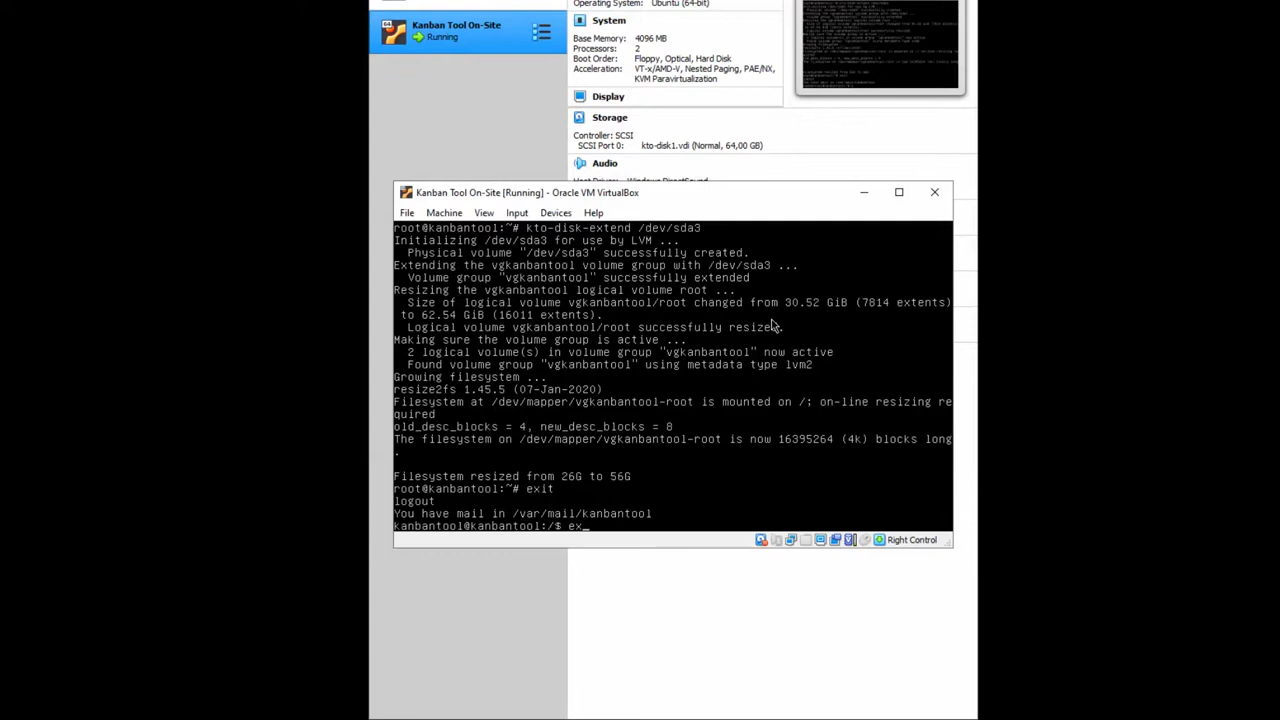 Operating System: Ubuntu (64-bit)
Kanban Tool On-Site
Running
64
System
Base Memory: 4096 MB
Processors: 2
Boot Order: Floppy, Optical, Hard Disk
Acceleration: VT-x/AMD-V, Nested Paging, PAE/NX,
KVM Paravirtualization
Display
Storage
Controller: SCSI
SCSI Port 0: kto-disk1.vdi (Normal, 64,00 GB)
Audio
Host Driver: Windows DirectSound
Kanban Tool On-Site [Running] - Oracle VM VirtualBox
File Machine View Input Devices Help
root@kanbantool:~# kto-disk-extend /dev/sda3
Initializing /dev/sda3 for use by LVM ...
Physical volume "/dev/sda3" successfully created.
Extending the vgkanbantool volume group with /dev/sda3 ...
Volume group "vgkanbantool" successfully extended
Resizing the vgkanbantool logical volume root ...
Size of logical volume vgkanbantool/root changed from 30.52 GiB (7814 extents)
to 62.54 GiB (16011 extents).
Logical volume vgkanbantool/root successfully resized.
Making sure the volume group is active ...
2 logical volume(s) in volume group "vgkanbantool" now active
Found volume group "vgkanbantool" using metadata type lvm2
Growing filesystem ...
resize2fs 1.45.5 (07-Jan-2020)
Filesystem at /dev/mapper/vgkanbantool-root is mounted on /; on-line resizing re
quired
old_desc_blocks = 4, new_desc_blocks = 8
The filesystem on /dev/mapper/vgkanbantool-root is now 16395264 (4k) blocks long
.
Filesystem resized from 26G to 56G
root@kanbantool:~# exit
logout
You have mail in /var/mail/kanbantool
kanbantool@kanbantool:/$ ex_
Right Control